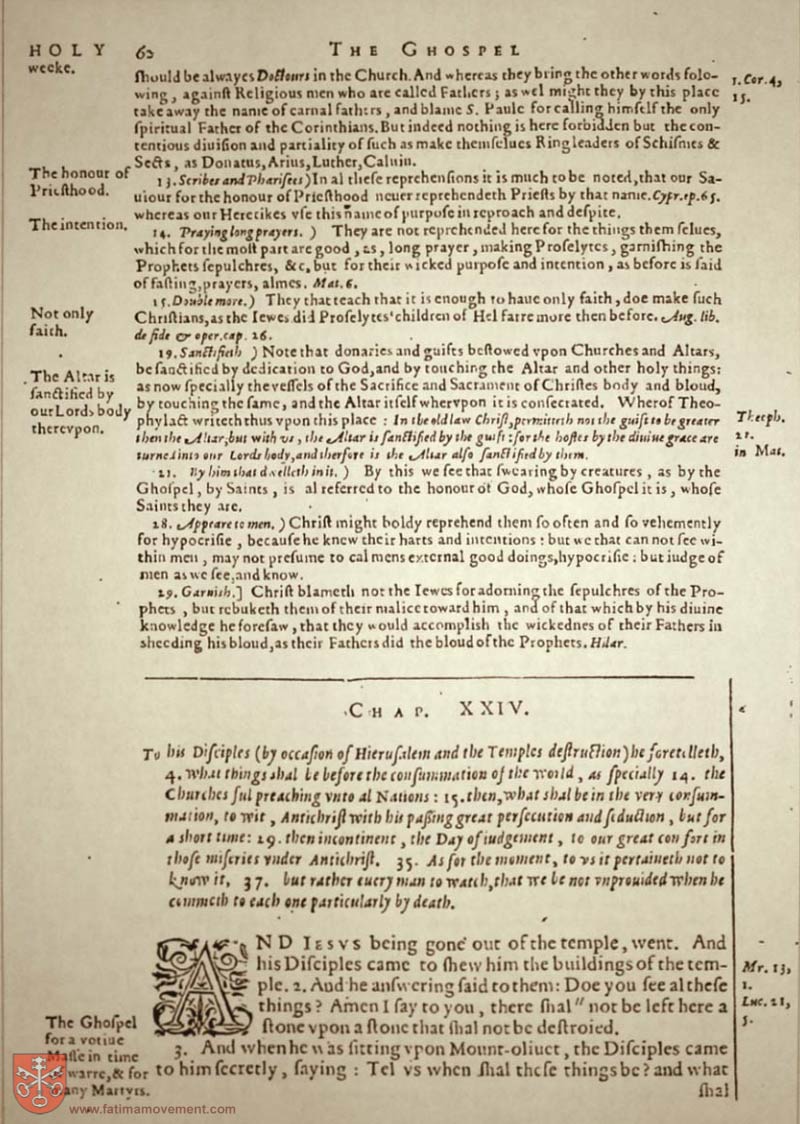 HOLY
weeke.
62
THE GHOSPEL
ſhould be alwayes Doctours in the Church. And whereas they bring the other words folo-
wing, againſt Religious men who are called Fathers; as wel might they by this place
take away the name of carnal fathers, and blame S. Paule for calling himſelf the only
ſpiritual Father of the Corinthians. But indeed nothing is here forbidden but the con-
tentious diuiſion and partiality of ſuch as make themſelues Ringleaders of Schiſmes &
Sects, as Donatus, Arius, Luther, Caluin.
1. Cor. 4,
15.
The honour of
Prieſthood.
13. Scribes and Phariſees) In al theſe reprehenſions it is much to be noted, that our Sa-
uiour for the honour of Prieſthood neuer reprehendeth Prieſts by that name. Cypr. ep. 65.
whereas our Heretikes vſe this name of purpoſe in reproach and deſpite.
The intention.
14. Praying long prayers.) They are not reprehended here for the things themſelues,
which for the moſt part are good, as, long prayer, making Proſelytes, garniſhing the
Prophets ſepulchres, &c, but for their wicked purpoſe and intention, as before is ſaid
of faſting, prayers, almes. Mat. 6.
Not only
faith.
15. Double more.) They that teach that it is enough to haue only faith, doe make ſuch
Chriſtians, as the Iewes did Proſelytes' children of Hel farre more then before. Aug. lib.
de fide & oper. cap. 26.
The Altar is
ſanctified by
our Lords body
therevpon.
19. Sanctifieth) Note that donaries and guifts beſtowed vpon Churches and Altars,
be ſanctified by dedication to God, and by touching the Altar and other holy things:
as now ſpecially the veſſels of the Sacrifice and Sacrament of Chriſtes body and bloud,
by touching the ſame, and the Altar itſelf whervpon it is conſecrated. Wherof Theo-
phylact writeth thus vpon this place: In the old law Chriſt, permitteth not the guift to be greater
then the Altar, but with vs, the Altar is ſanctified by the guift: for the hoſtes by the diuine grace are
turned into our Lords body, and therfore is the Altar alſo ſanctified by them.
Theoph.
in Mat.
21. By him that dwelleth in it.) By this we ſee that ſwearing by creatures, as by the
Ghoſpel, by Saints, is al referred to the honour of God, whoſe Ghoſpel it is, whoſe
Saints they are.
28. Appeare to men.) Chriſt might boldy reprehend them ſo often and ſo vehemently
for hypocriſie, becauſe he knew their harts and intentions: but we that can not ſee wi-
thin men, may not preſume to cal mens external good doings, hypocriſie: but iudge of
men as we ſee, and know.
29. Garniſh.] Chriſt blameth not the Iewes for adorning the ſepulchres of the Pro-
phets, but rebuketh them of their malice toward him, and of that which by his diuine
knowledge he foreſaw, that they would accompliſh the wickednes of their Fathers in
sheeding his bloud, as their Fathers did the bloud of the Prophets. Hilar.
CHAP. XXIV.
To his Diſciples (by occaſion of Hieruſalem and the Temples deſtruction) he foretelleth,
4. what things shal be before the conſummation of the world, as ſpecially 14. the
Churches ful preaching vnto al Nations: 15. then, what shal be in the very conſum-
mation, to wit, Antichriſt with his paſſing great perſecution and ſeduction, but for
a short time: 29. then incontinent, the Day of iudgement, to our great confort in
thoſe miſeries vnder Antichriſt. 35. As for the moment, to vs it pertaineth not to
know it, 37. but rather euery man to watch, that we be not vnprouided when he
commeth to each one particularly by death.
AND IESVS being gone out of the temple, went. And
his Diſciples came to shew him the buildings of the tem-
ple. 2. And he anſwering ſaid to them: Doe you ſee al theſe
things? Amen I ſay to you, there shal" not be left here a
ſtone vpon a ſtone that shal not be deſtroied.
Mr. 13,
1.
Luc. 21,
5.
The Ghoſpel
for a votiue
Maſſe in time
warre, & for
Many Martyrs.
3. And when he was ſitting vpon Mount-oliuet, the Diſciples came
to him ſecretly, ſaying: Tel vs when shal theſe things be? and what
shal
www.fatimamovement.com